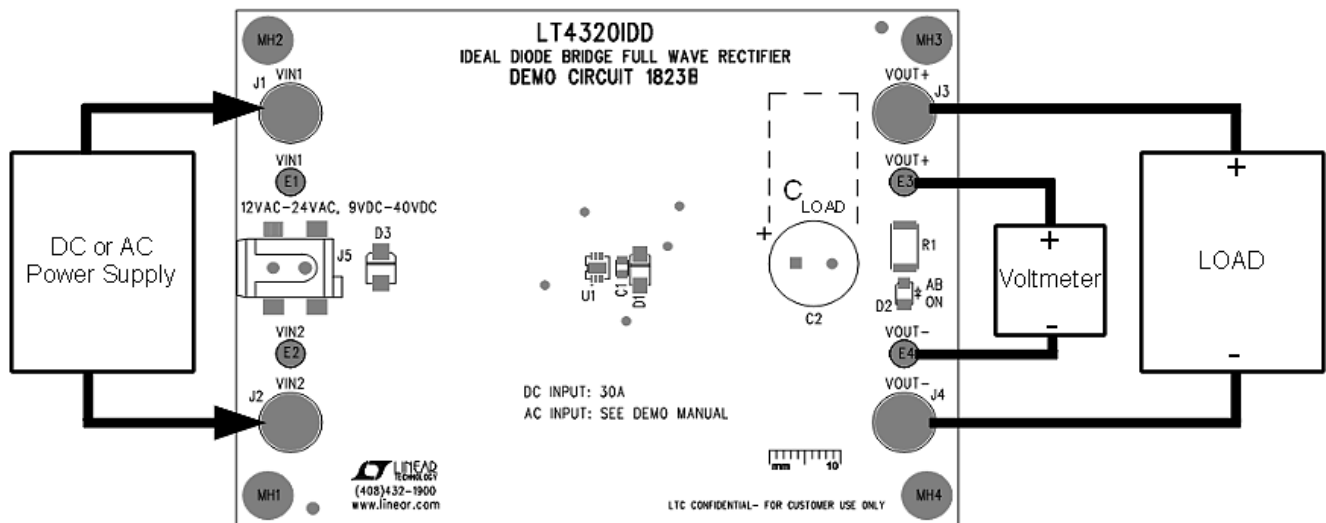 MH2
LT4320IDD
IDEAL DIODE BRIDGE FULL WAVE RECTIFIER
DEMO CIRCUIT 1823B
MH3
J1
VIN1
VOUT+
J3
VIN1
E1
VOUT+
E3
12VAC-24VAC, 9VDC-40VDC
DC or AC
Power Supply
D3
J5
U1
C1
D1
C
LOAD
+
C2
R1
D2
AB
ON
+
Voltmeter
-
+
LOAD
-
VIN2
E2
VOUT-
E4
J2
VIN2
VOUT-
J4
DC INPUT: 30A
AC INPUT: SEE DEMO MANUAL
mm 10
LT LINEAR
TECHNOLOGY
(408)432-1900
www.linear.com
MH1
LTC CONFIDENTIAL- FOR CUSTOMER USE ONLY
MH4